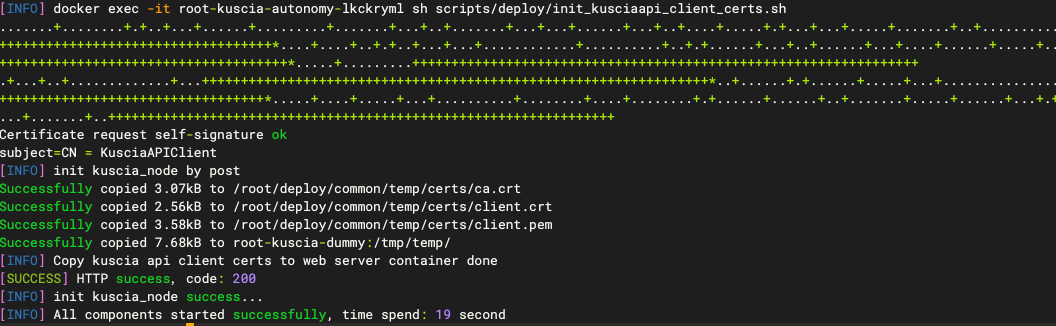 [INFO] docker exec -it root-kuscia-autonomy-lkckryml sh scripts/deploy/init_kusciaapi_client_certs.sh
Certificate request self-signature ok
subject=CN = KusciaAPIClient
[INFO] init kuscia_node by post
Successfully copied 3.07kB to /root/deploy/common/temp/certs/ca.crt
Successfully copied 2.56kB to /root/deploy/common/temp/certs/client.crt
Successfully copied 3.58kB to /root/deploy/common/temp/certs/client.pem
Successfully copied 7.68kB to root-kuscia-dummy:/tmp/temp/
[INFO] Copy kuscia api client certs to web server container done
[SUCCESS] HTTP success, code: 200
[INFO] init kuscia_node success...
[INFO] All components started successfully, time spend: 19 second